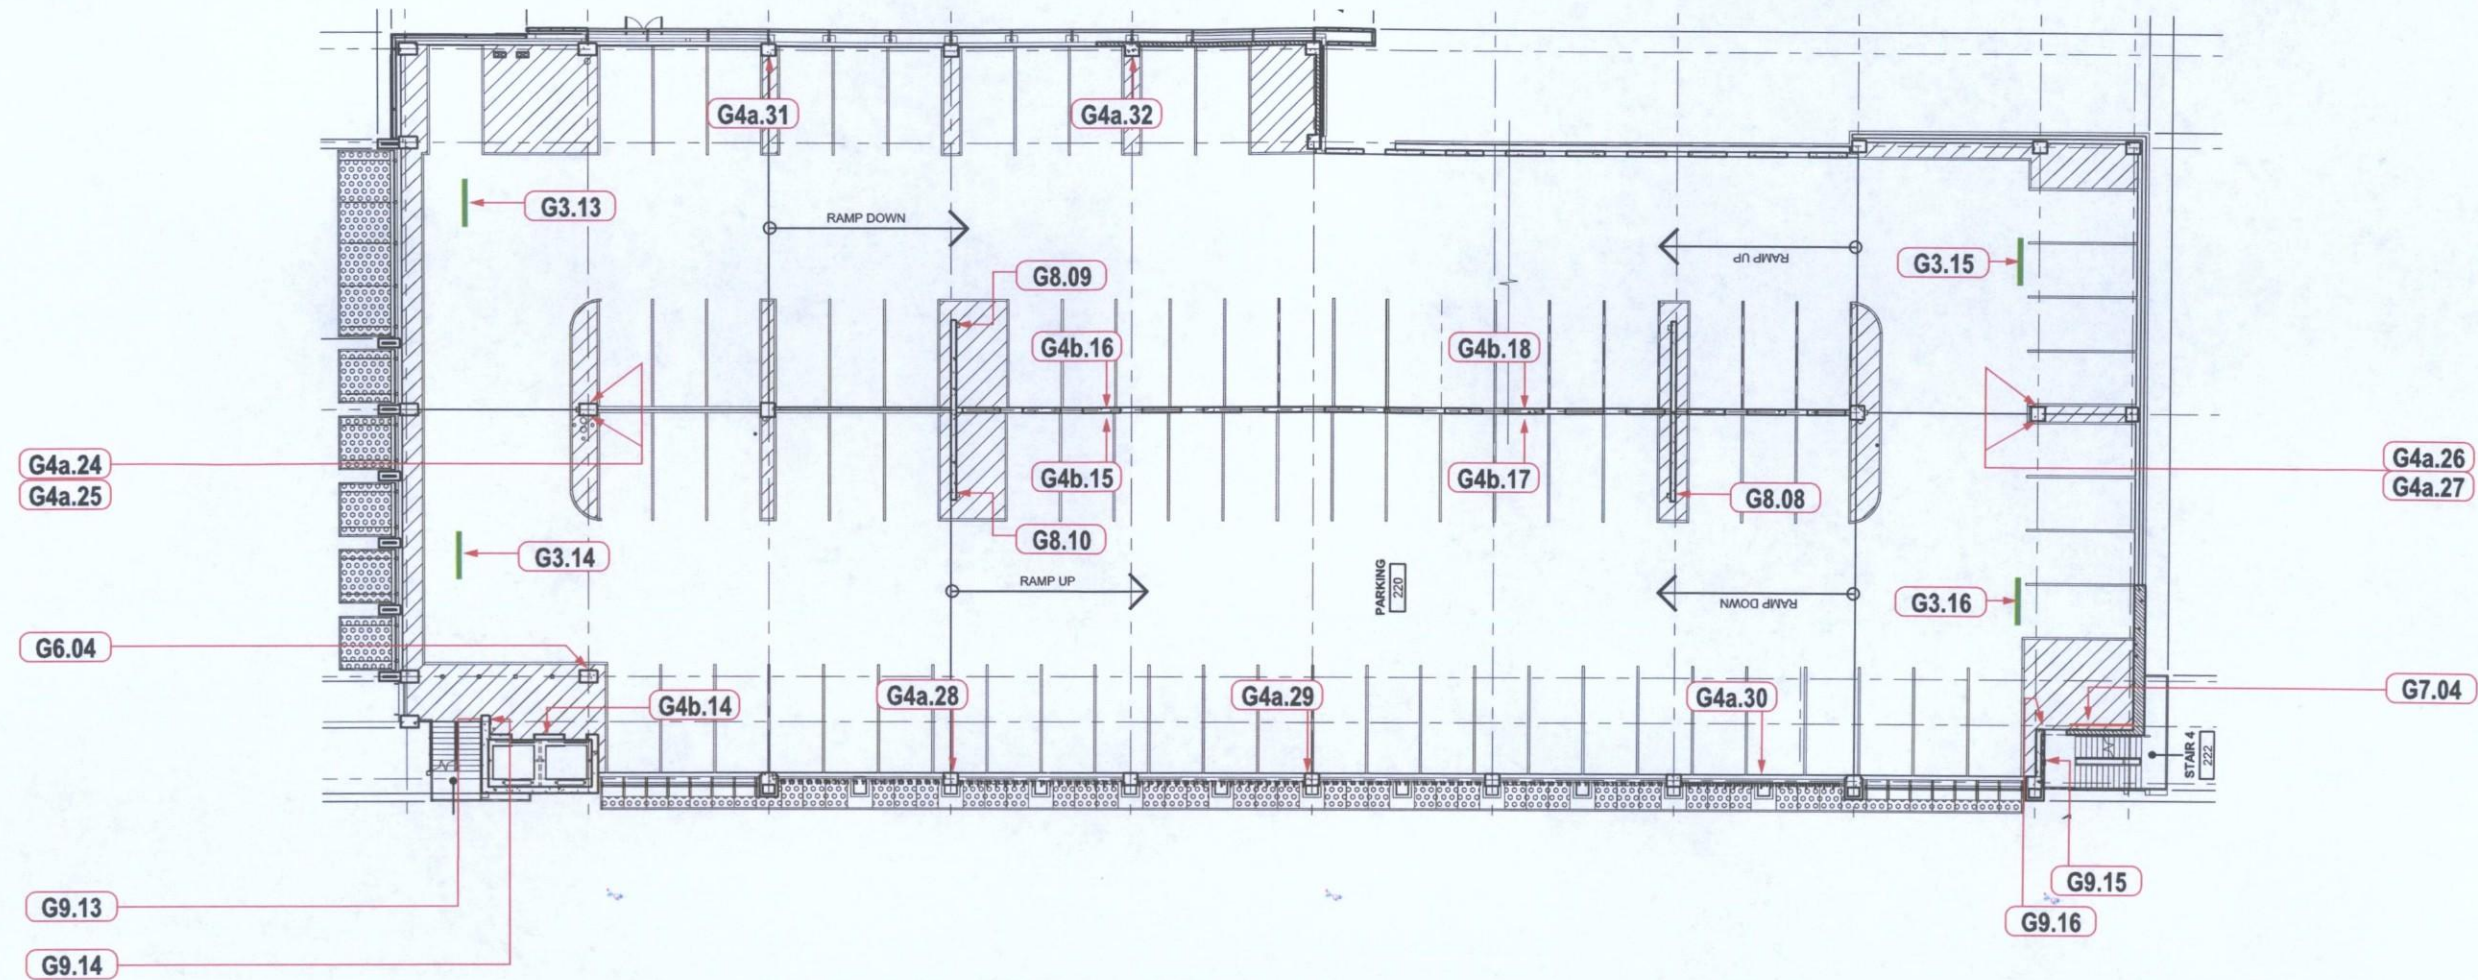 G4a.31
G4a.32
G3.13
RAMP DOWN
RAMP UP
G3.15
G8.09
G4b.16
G4b.18
G4a.24
G4a.25
G4b.15
G4b.17
G8.08
G4a.26
G4a.27
G8.10
G3.14
RAMP UP
PARKING
220
RAMP DOWN
G3.16
G6.04
G4b.14
G4a.28
G4a.29
G4a.30
G7.04
STAIR 4
222
G9.13
G9.14
G9.15
G9.16